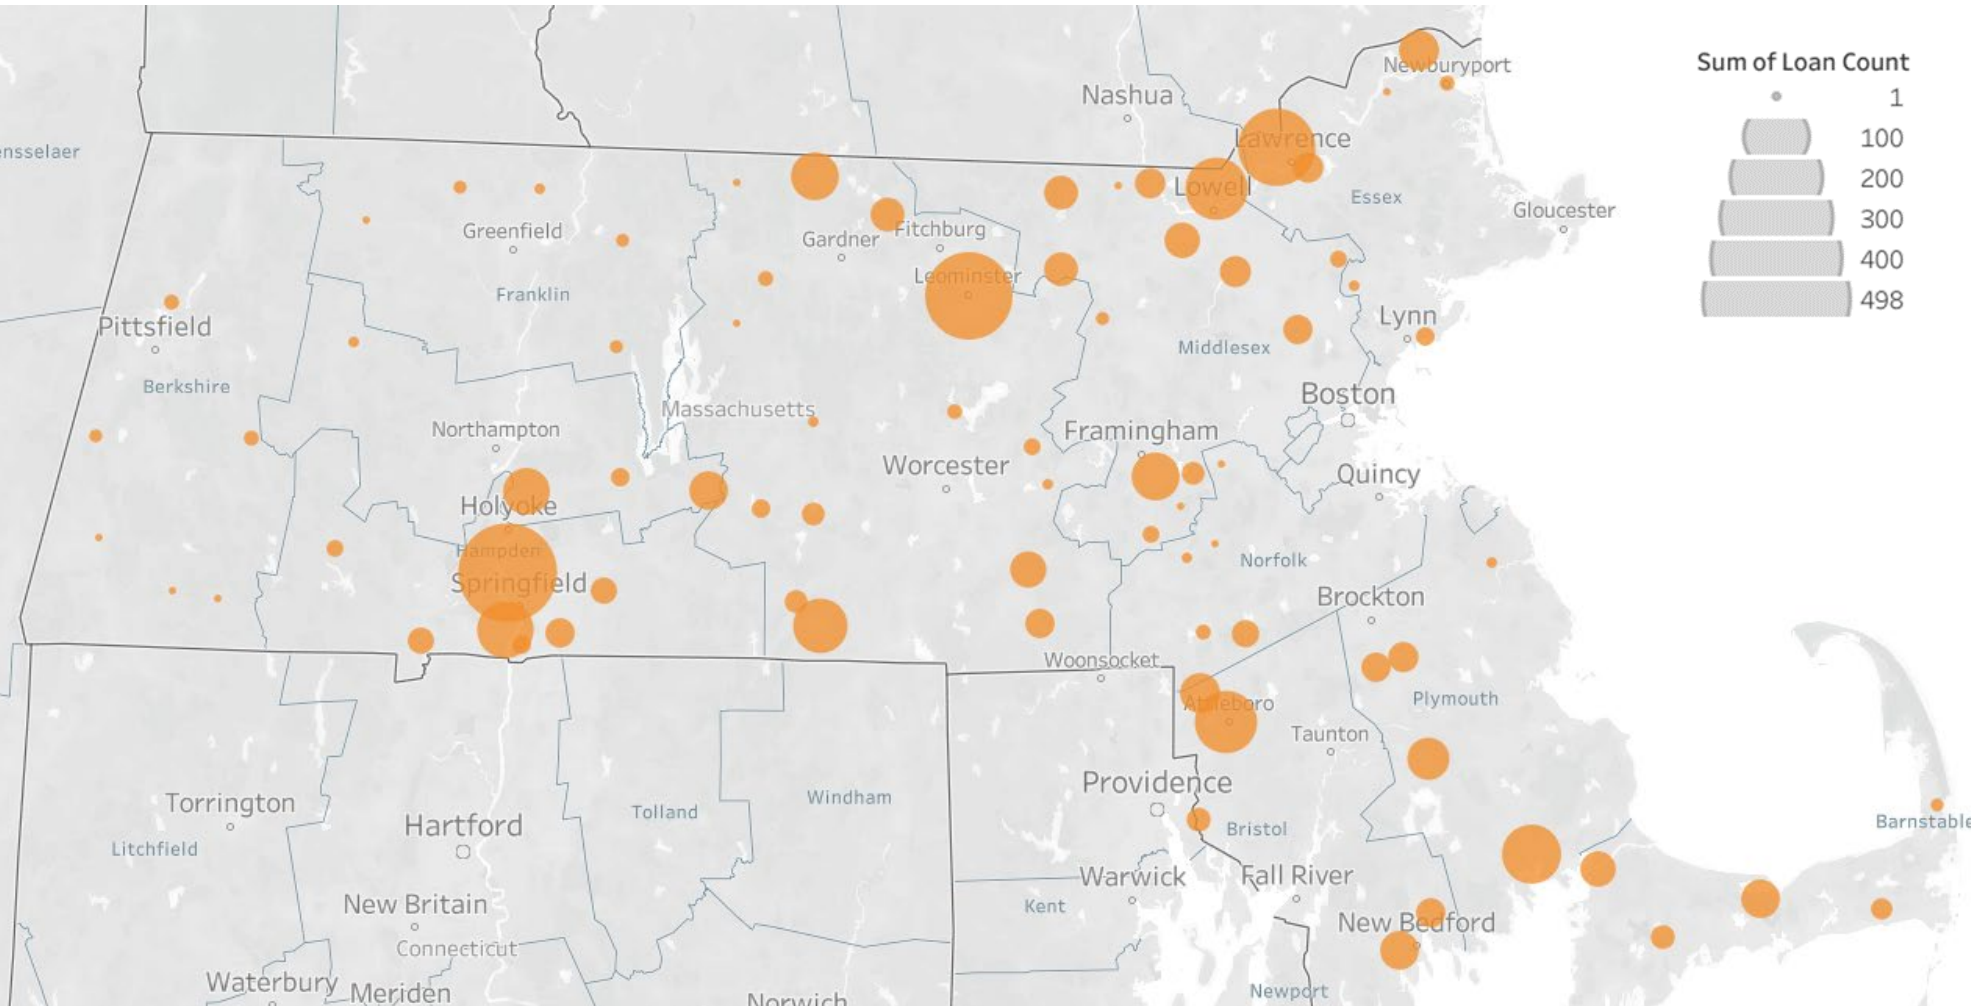 Sum of Loan Count
1
100
200
300
400
498
Newburyport
Nashua
Lawrence
ensselaer
Lowell
Essex
Gloucester
Greenfield
Gardner
Fitchburg
Leominster
Franklin
Pittsfield
Lynn
Middlesex
Berkshire
Boston
Massachusetts
Northampton
Framingham
Worcester
Quincy
Holyoke
Hampden
Norfolk
Springfield
Brockton
Woonsocket
Plymouth
Attleboro
Taunton
Providence
Torrington
Windham
Tolland
Hartford
Barnstable
Bristol
Litchfield
Warwick
Fall River
New Britain
Kent
New Bedford
Connecticut
Waterbury
Meriden
Newport
Norwich